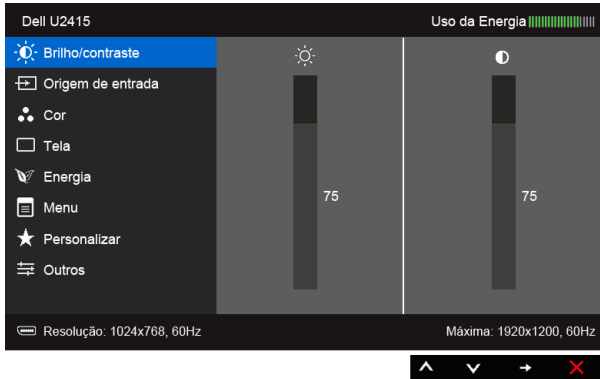 Dell U2415
Uso da Energia
Brilho/contraste
Origem de entrada
Cor
Tela
Energia
Menu
Personalizar
Outros
75
75
Resolução: 1024x768, 60Hz
Máxima: 1920x1200, 60Hz